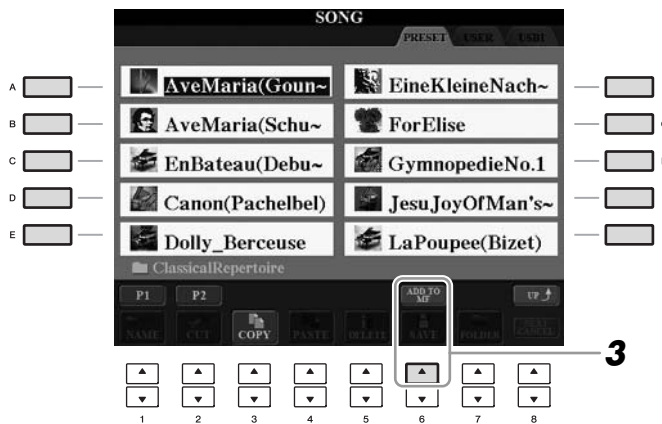 SONG
PRESET USER USB1
A AveMaria(Goun~ EineKleineNach~
B AveMaria(Schu~ ForElise
C EnBateau(Debu~ GymnopedieNo.1
D Canon(Pachelbel) JesuJoyOfMan's~
E Dolly_Berceuse LaPoupee(Bizet)
ClassicalRepertoire
P1 P2 ADD TO MF UP
NAME CUT COPY PASTE DELETE SAVE FOLDER
3
1 2 3 4 5 6 7 8